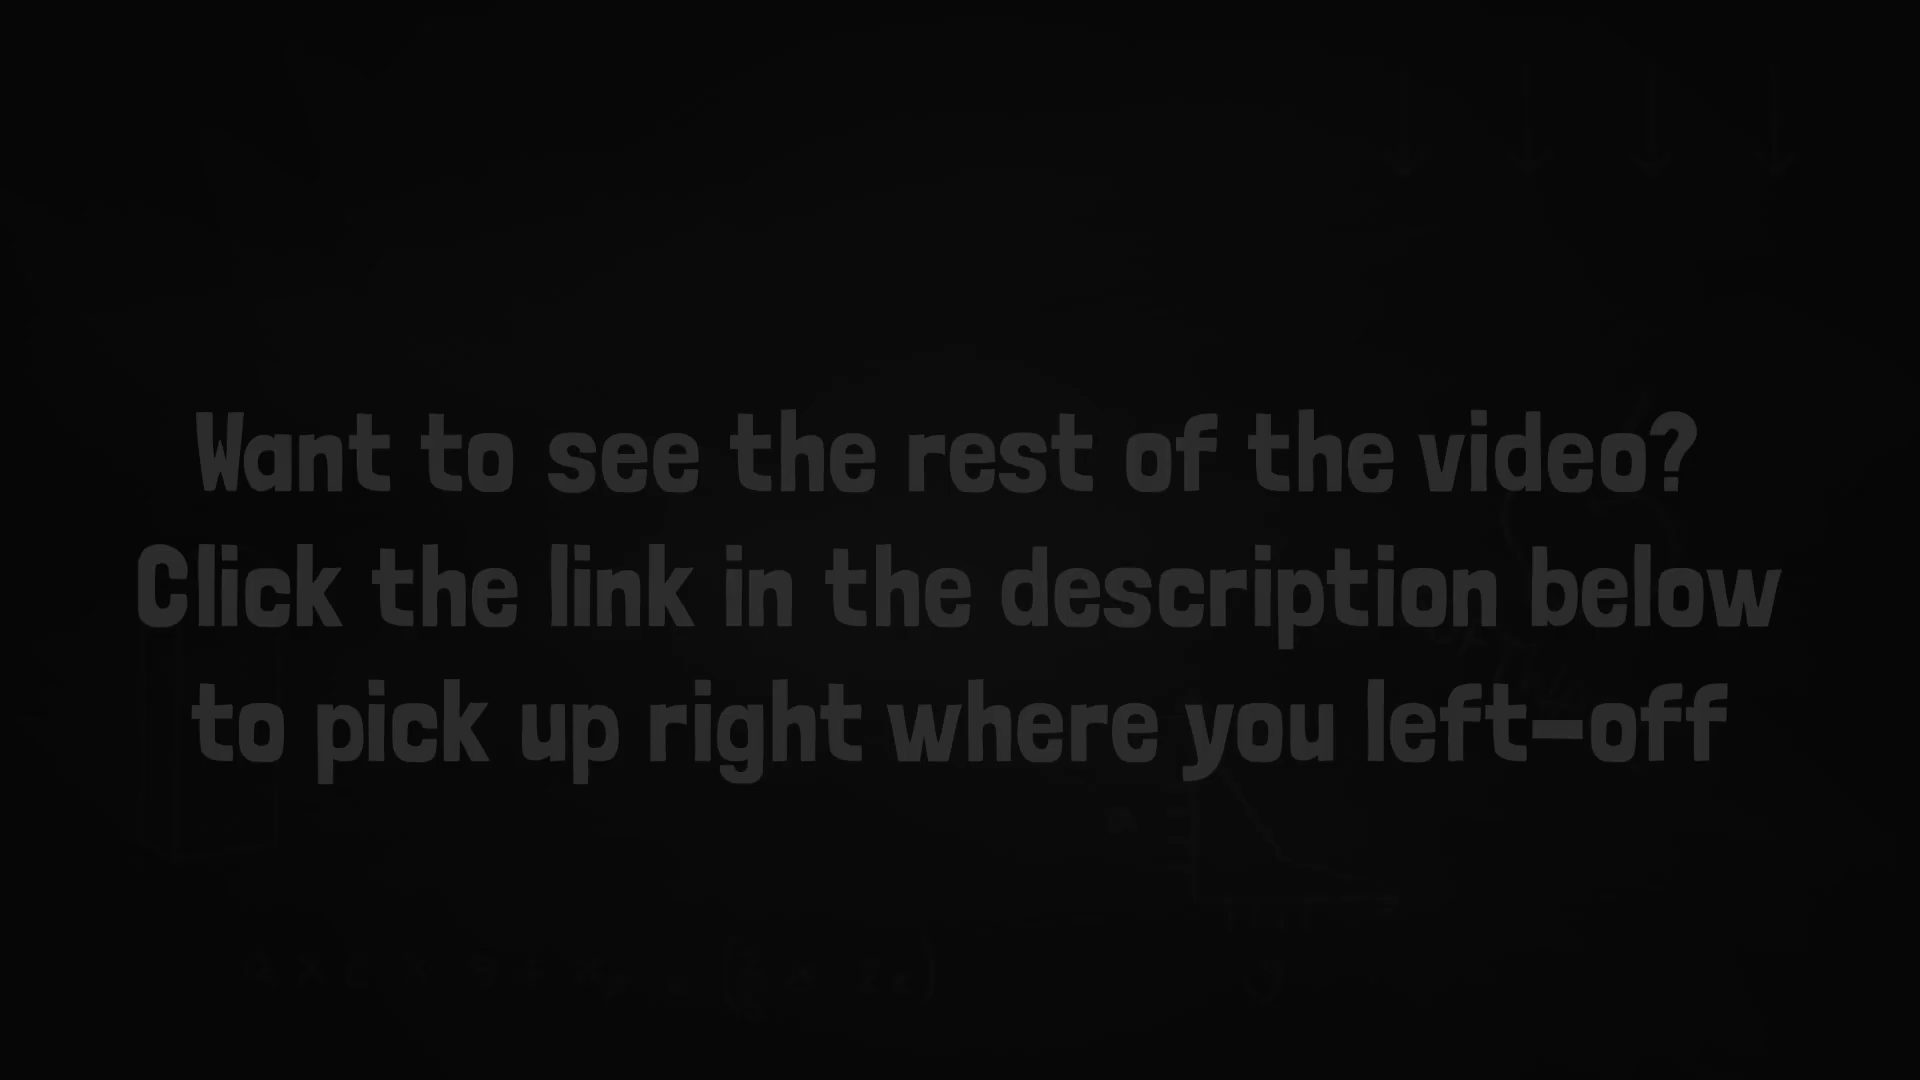 Want to see the rest of the video?
Click the link in the description below
to pick up right where you left-off